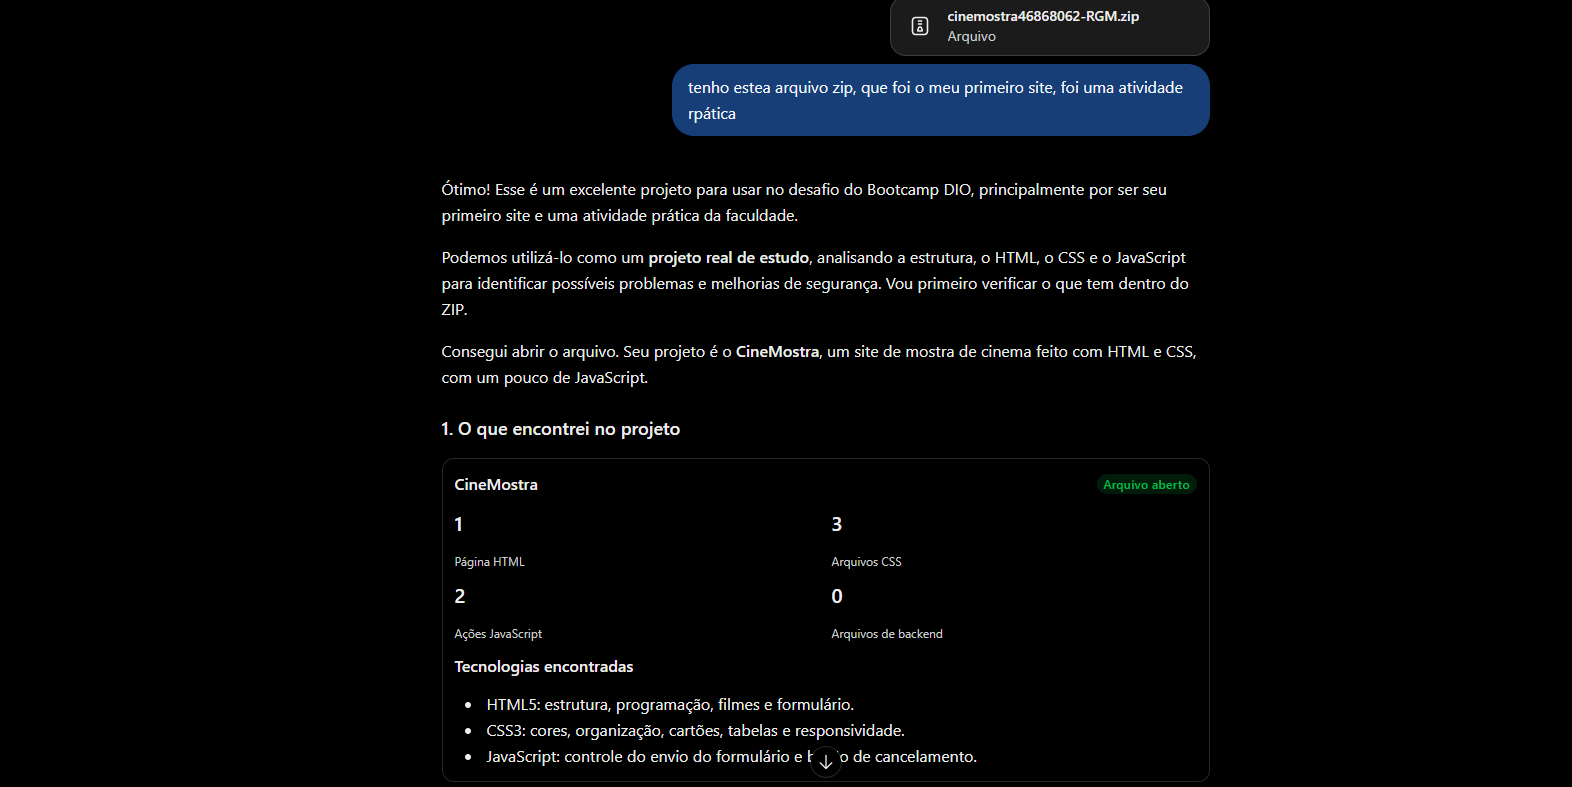 cinemostra46868062-RGM.zip
Arquivo
tenho estea arquivo zip, que foi o meu primeiro site, foi uma atividade
rpática
Ótimo! Esse é um excelente projeto para usar no desafio do Bootcamp DIO, principalmente por ser seu
primeiro site e uma atividade prática da faculdade.
Podemos utilizá-lo como um projeto real de estudo, analisando a estrutura, o HTML, o CSS e o JavaScript
para identificar possíveis problemas e melhorias de segurança. Vou primeiro verificar o que tem dentro do
ZIP.
Consegui abrir o arquivo. Seu projeto é o CineMostra, um site de mostra de cinema feito com HTML e CSS,
com um pouco de JavaScript.
1. O que encontrei no projeto
CineMostra
Arquivo aberto
1
3
Página HTML
Arquivos CSS
2
0
Ações JavaScript
Arquivos de backend
Tecnologias encontradas
HTML5: estrutura, programação, filmes e formulário.
CSS3: cores, organização, cartões, tabelas e responsividade.
JavaScript: controle do envio do formulário e de cancelamento.